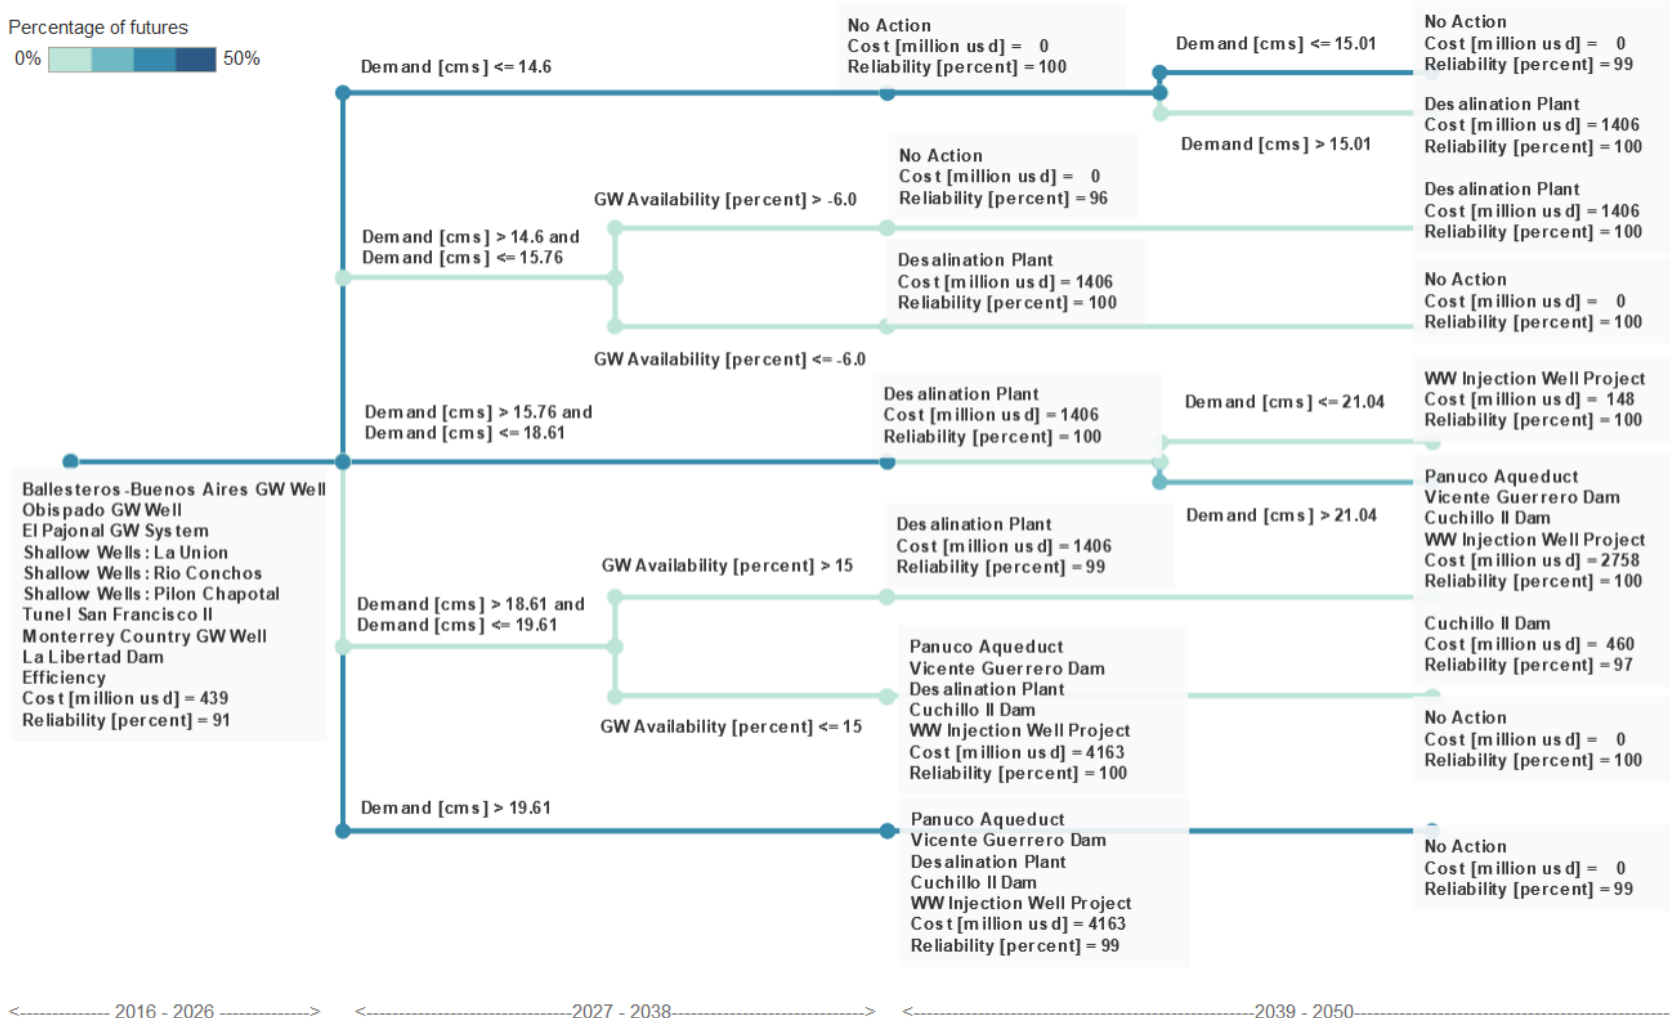 Percentage of futures
0% 50%
Demand [cms] <= 14.6
No Action
Cost [million usd] = 0
Reliability [percent] = 100
Demand [cms] <= 15.01
No Action
Cost [million usd] = 0
Reliability [percent] = 99
Demand [cms] > 15.01
Desalination Plant
Cost [million usd] = 1406
Reliability [percent] = 100
Demand [cms] > 14.6 and
Demand [cms] <= 15.76
GW Availability [percent] > -6.0
No Action
Cost [million usd] = 0
Reliability [percent] = 96
Desalination Plant
Cost [million usd] = 1406
Reliability [percent] = 100
GW Availability [percent] <= -6.0
Desalination Plant
Cost [million usd] = 1406
Reliability [percent] = 100
No Action
Cost [million usd] = 0
Reliability [percent] = 100
Demand [cms] > 15.76 and
Demand [cms] <= 18.61
Desalination Plant
Cost [million usd] = 1406
Reliability [percent] = 100
Demand [cms] <= 21.04
WW Injection Well Project
Cost [million usd] = 148
Reliability [percent] = 100
Demand [cms] > 21.04
Panuco Aqueduct
Vicente Guerrero Dam
Cuchillo II Dam
WW Injection Well Project
Cost [million usd] = 2758
Reliability [percent] = 100
Ballesteros-Buenos Aires GW Well
Obispado GW Well
El Pajonal GW System
Shallow Wells: La Union
Shallow Wells: Rio Conchos
Shallow Wells: Pilon Chapotal
Tunel San Francisco II
Monterrey Country GW Well
La Libertad Dam
Efficiency
Cost [million usd] = 439
Reliability [percent] = 91
Demand [cms] > 18.61 and
Demand [cms] <= 19.61
GW Availability [percent] > 15
Desalination Plant
Cost [million usd] = 1406
Reliability [percent] = 99
Cuchillo II Dam
Cost [million usd] = 460
Reliability [percent] = 97
GW Availability [percent] <= 15
Panuco Aqueduct
Vicente Guerrero Dam
Desalination Plant
Cuchillo II Dam
WW Injection Well Project
Cost [million usd] = 4163
Reliability [percent] = 100
No Action
Cost [million usd] = 0
Reliability [percent] = 100
Demand [cms] > 19.61
Panuco Aqueduct
Vicente Guerrero Dam
Desalination Plant
Cuchillo II Dam
WW Injection Well Project
Cost [million usd] = 4163
Reliability [percent] = 99
No Action
Cost [million usd] = 0
Reliability [percent] = 99
<-------------- 2016 - 2026 --------------> <--------------------------------2027 - 2038--------------------------------> <------------------------------------------------------2039 - 2050------------------------------------------------------